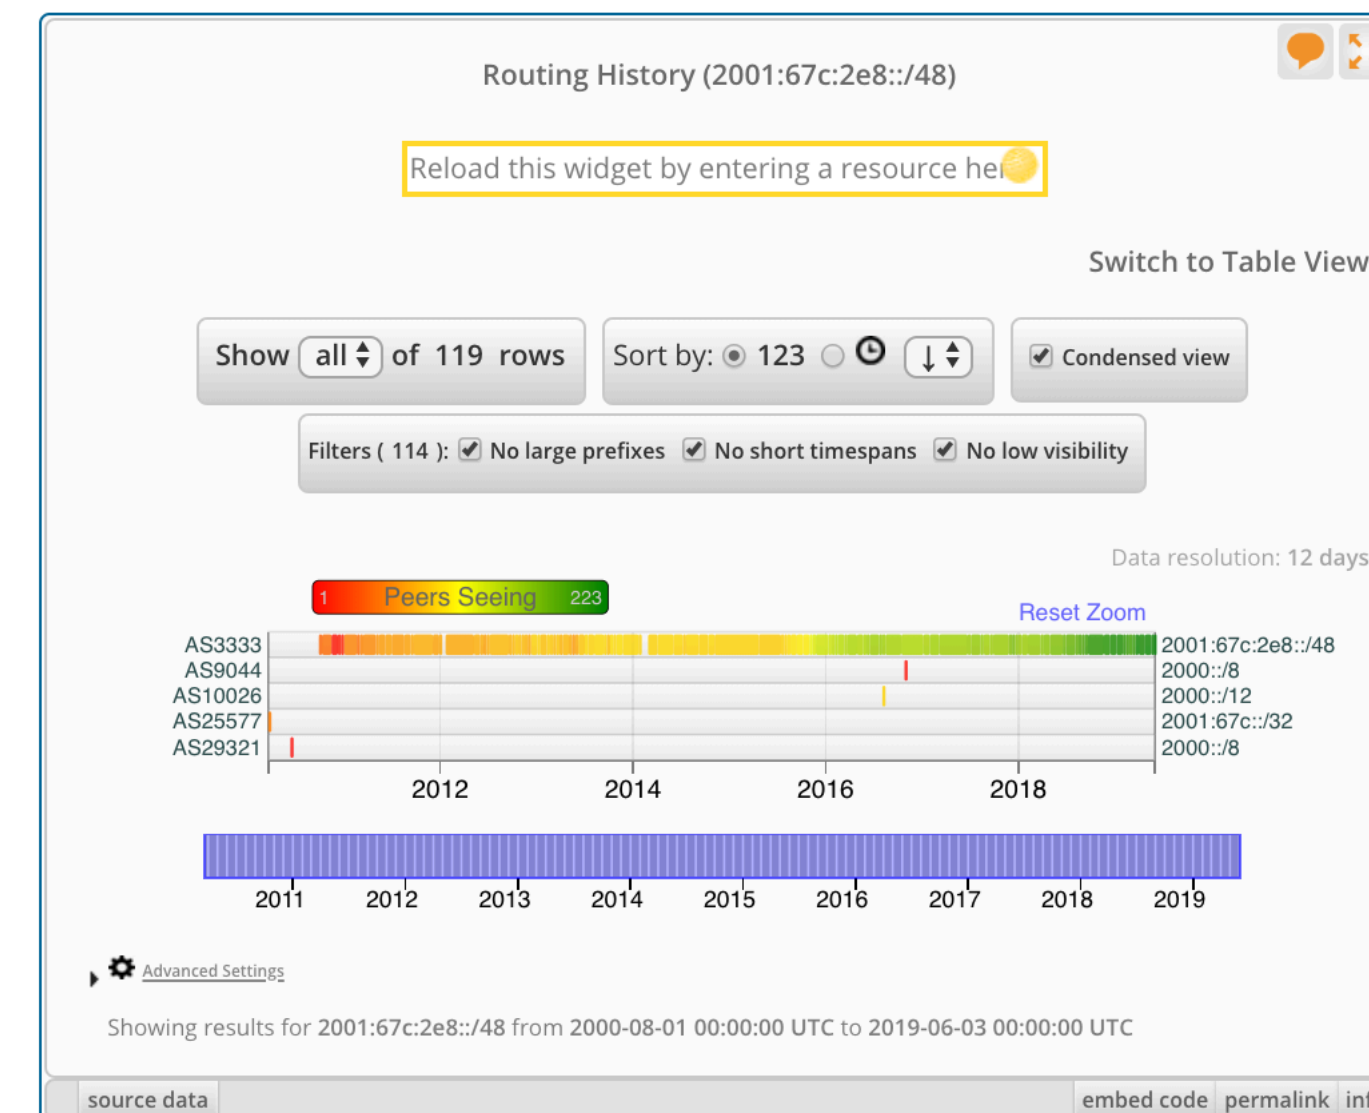 Routing History (2001:67c:2e8::/48)
Reload this widget by entering a resource
Switch to Table View
Show all of 119 rows
Sort by: 123 ↓
Condensed view
Filters ( 114 ): No large prefixes No short timespans No low visibility
Data resolution: 12 days
1 Peers Seeing 223
Reset Zoom
AS3333 2001:67c:2e8::/48
AS9044 2000::/8
AS10026 2000::/12
AS25577 2001:67c::/32
AS29321 2000::/8
2012 2014 2016 2018
2011 2012 2013 2014 2015 2016 2017 2018 2019
Advanced Settings
Showing results for 2001:67c:2e8::/48 from 2000-08-01 00:00:00 UTC to 2019-06-03 00:00:00 UTC
source data embed code permalink